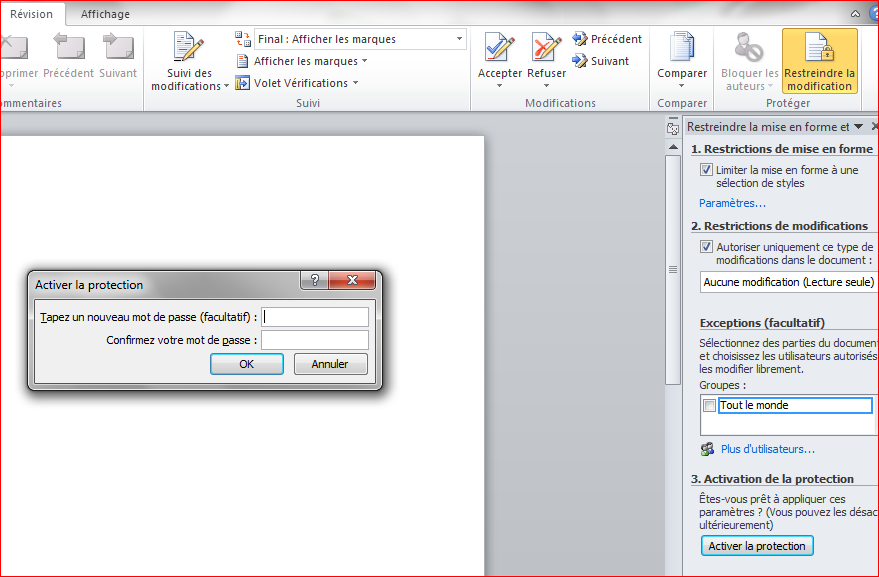 Révision Affichage
Final : Afficher les marques
Afficher les marques
Volet Vérifications
Suivi des
modifications
Suivi
pprimer Précédent Suivant
ommentaires
Accepter Refuser
Précédent
Suivant
Modifications
Comparer
Comparer
Bloquer les
auteurs
Restreindre la
modification
Protéger
Restreindre la mise en forme et
1. Restrictions de mise en forme
Limiter la mise en forme à une
sélection de styles
Paramètres...
2. Restrictions de modifications
Autoriser uniquement ce type de
modifications dans le document :
Aucune modification (Lecture seule)
Exceptions (facultatif)
Sélectionnez des parties du documen
et choisissez les utilisateurs autorisés
les modifier librement.
Groupes :
Tout le monde
Plus d'utilisateurs...
3. Activation de la protection
Êtes-vous prêt à appliquer ces
paramètres ? (Vous pouvez les désac
ultérieurement)
Activer la protection
Activer la protection
?
Tapez un nouveau mot de passe (facultatif) :
Confirmez votre mot de passe :
OK Annuler